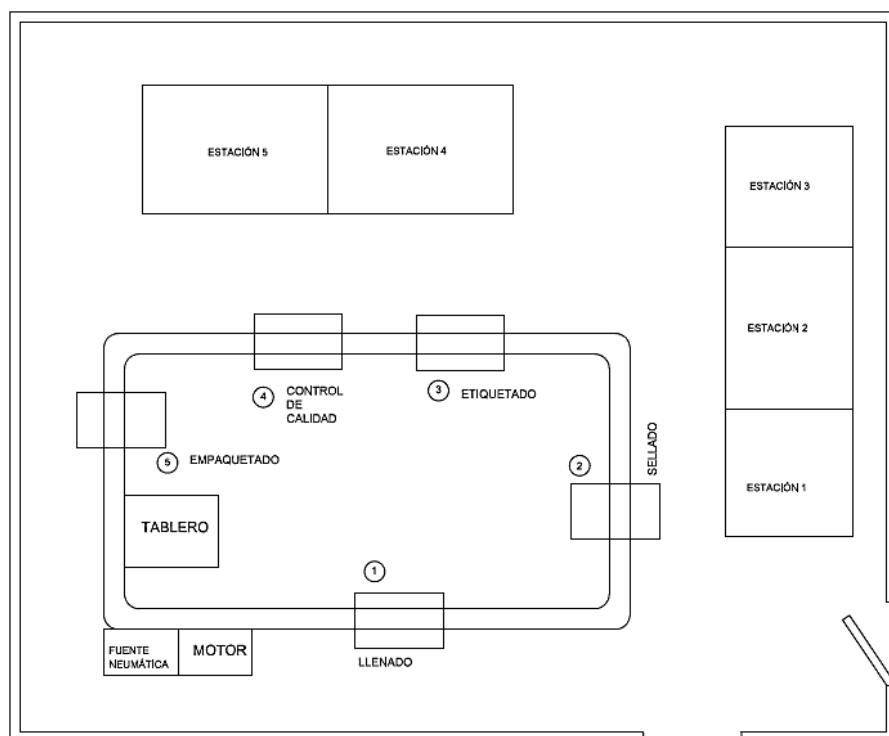 ESTACIÓN 5
ESTACIÓN 4
ESTACIÓN 3
ESTACIÓN 2
ESTACIÓN 1
4
CONTROL
DE
CALIDAD
3
ETIQUETADO
5
EMPAQUETADO
2
SELLADO
TABLERO
1
LLENADO
FUENTE
NEUMÁTICA
MOTOR